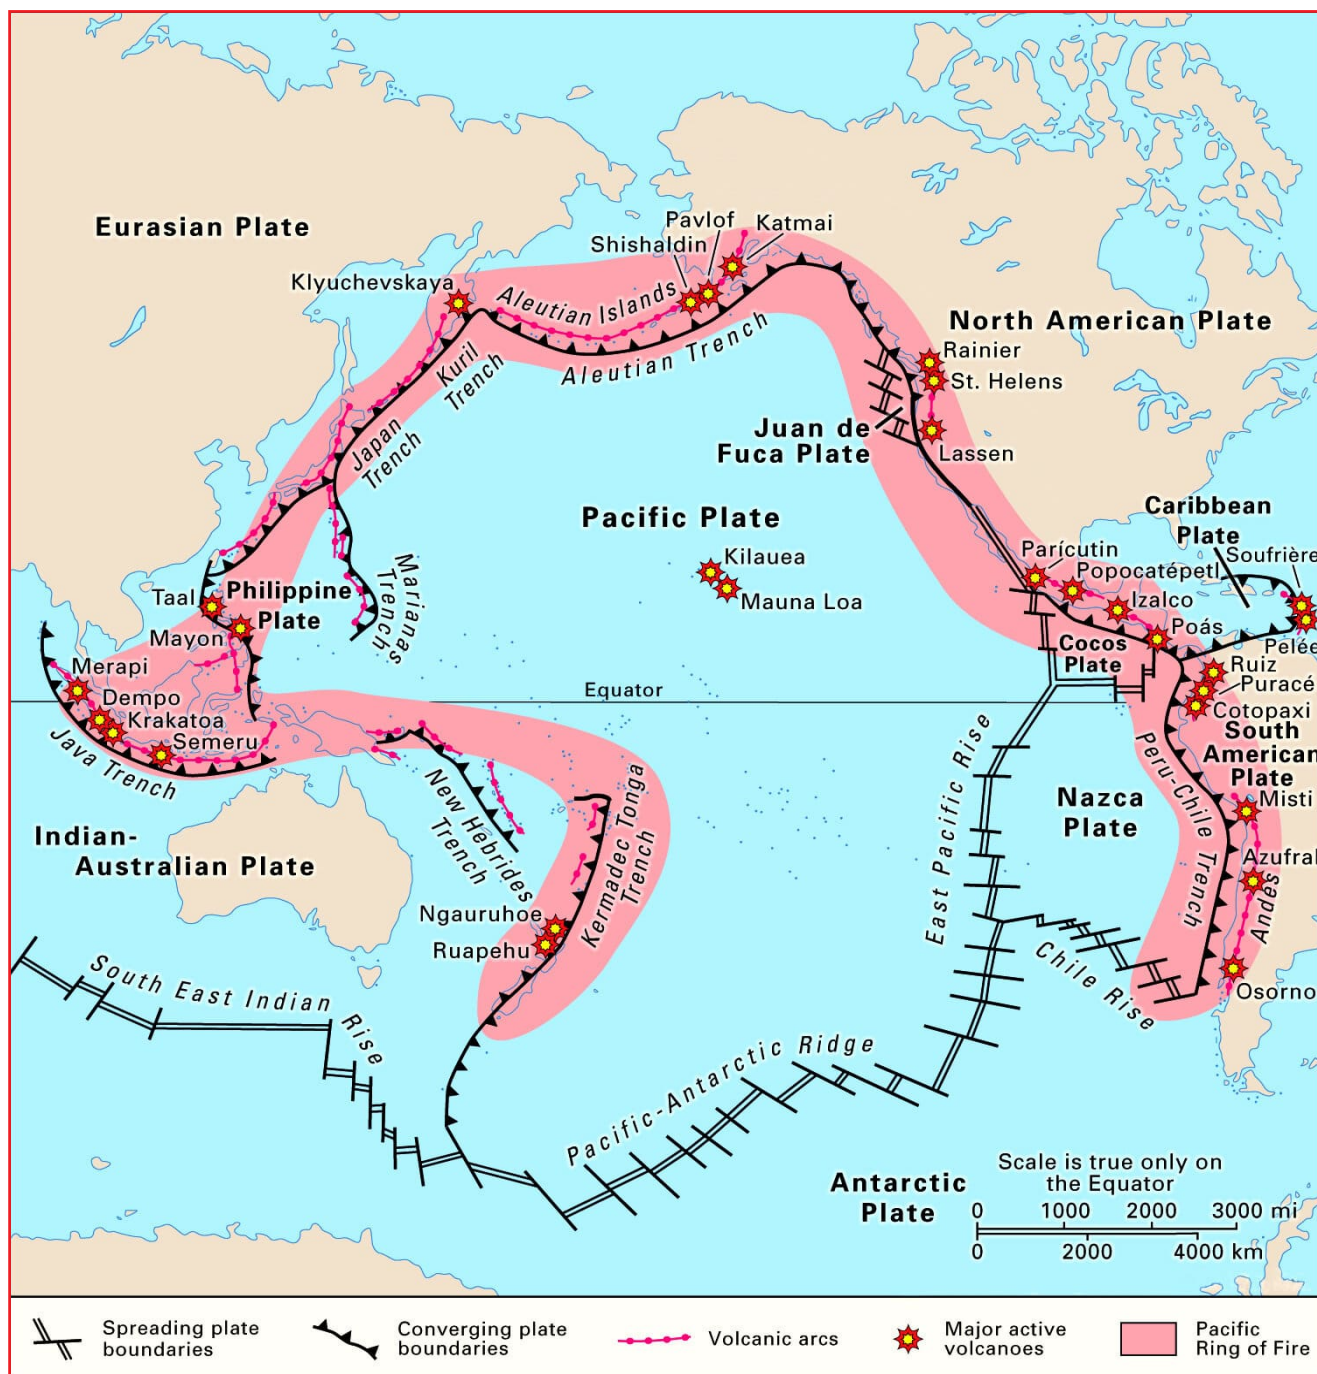 Eurasian Plate
Pavlof
Katmai
Shishaldin
Klyuchevskaya
Aleutian Islands
Aleutian Trench
Kuril
Trench
Japan
Trench
North American Plate
Rainier
St. Helens
Juan de
Fuca Plate
Lassen
Pacific Plate
Kilauea
Mauna Loa
Caribbean
Plate
Soufrière
Parícutin
Popocatépetl
Izalco
Poás
Pelée
Cocos
Plate
Ruiz
Puracé
Cotopaxi
South
American
Plate
Misti
Taal
Philippine
Plate
Mayon
Marianas
Trench
Merapi
Dempo
Krakatoa
Semeru
Java Trench
Equator
New Hebrides
Trench
Kermadec Tonga
Trench
East Pacific Rise
Nazca
Plate
Peru-Chile Trench
Azufral
Andes
Osorno
Chile Rise
Indian-
Australian Plate
Ngauruhoe
Ruapehu
South East Indian
Rise
Pacific-Antarctic Ridge
Antarctic
Plate
Scale is true only on
the Equator
0 1000 2000 3000 mi
0 2000 4000 km
Spreading plate
boundaries
Converging plate
boundaries
Volcanic arcs
Major active
volcanoes
Pacific
Ring of Fire